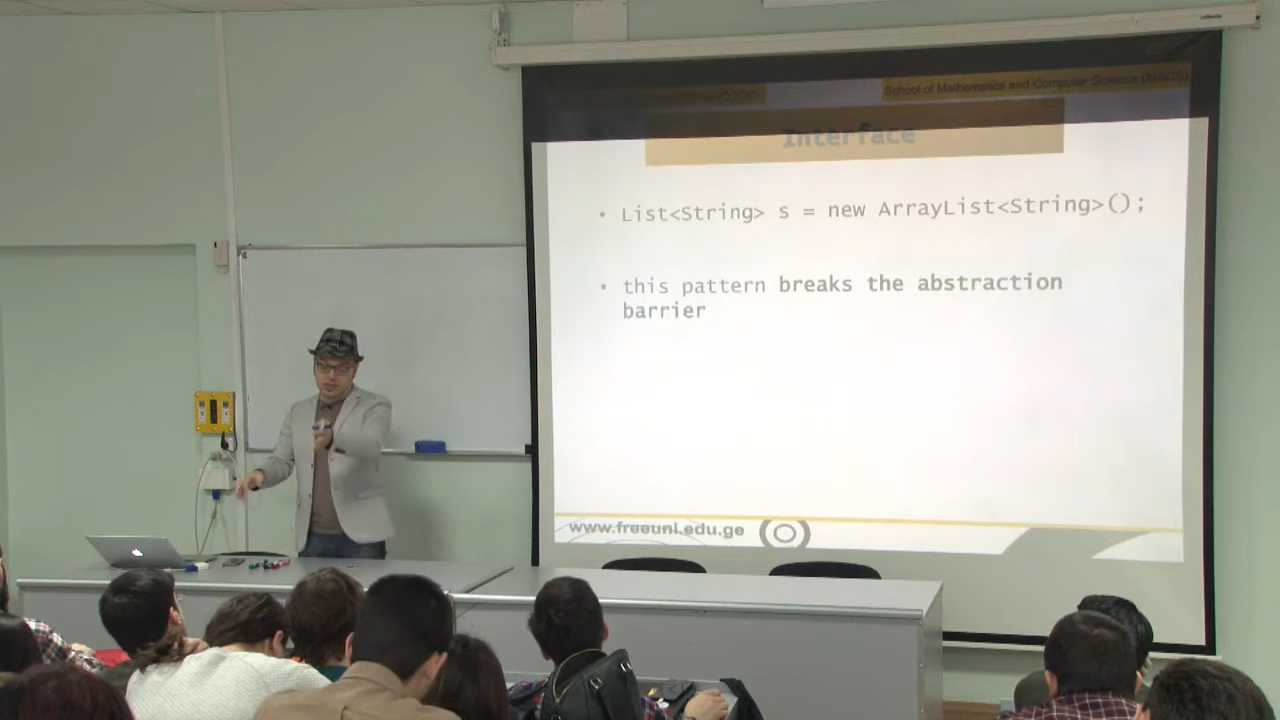 School of Mathematics and Computer Science (MACS)
Interface
• List<String> s = new ArrayList<String>();
• this pattern breaks the abstraction
barrier
www.freeuni.edu.ge